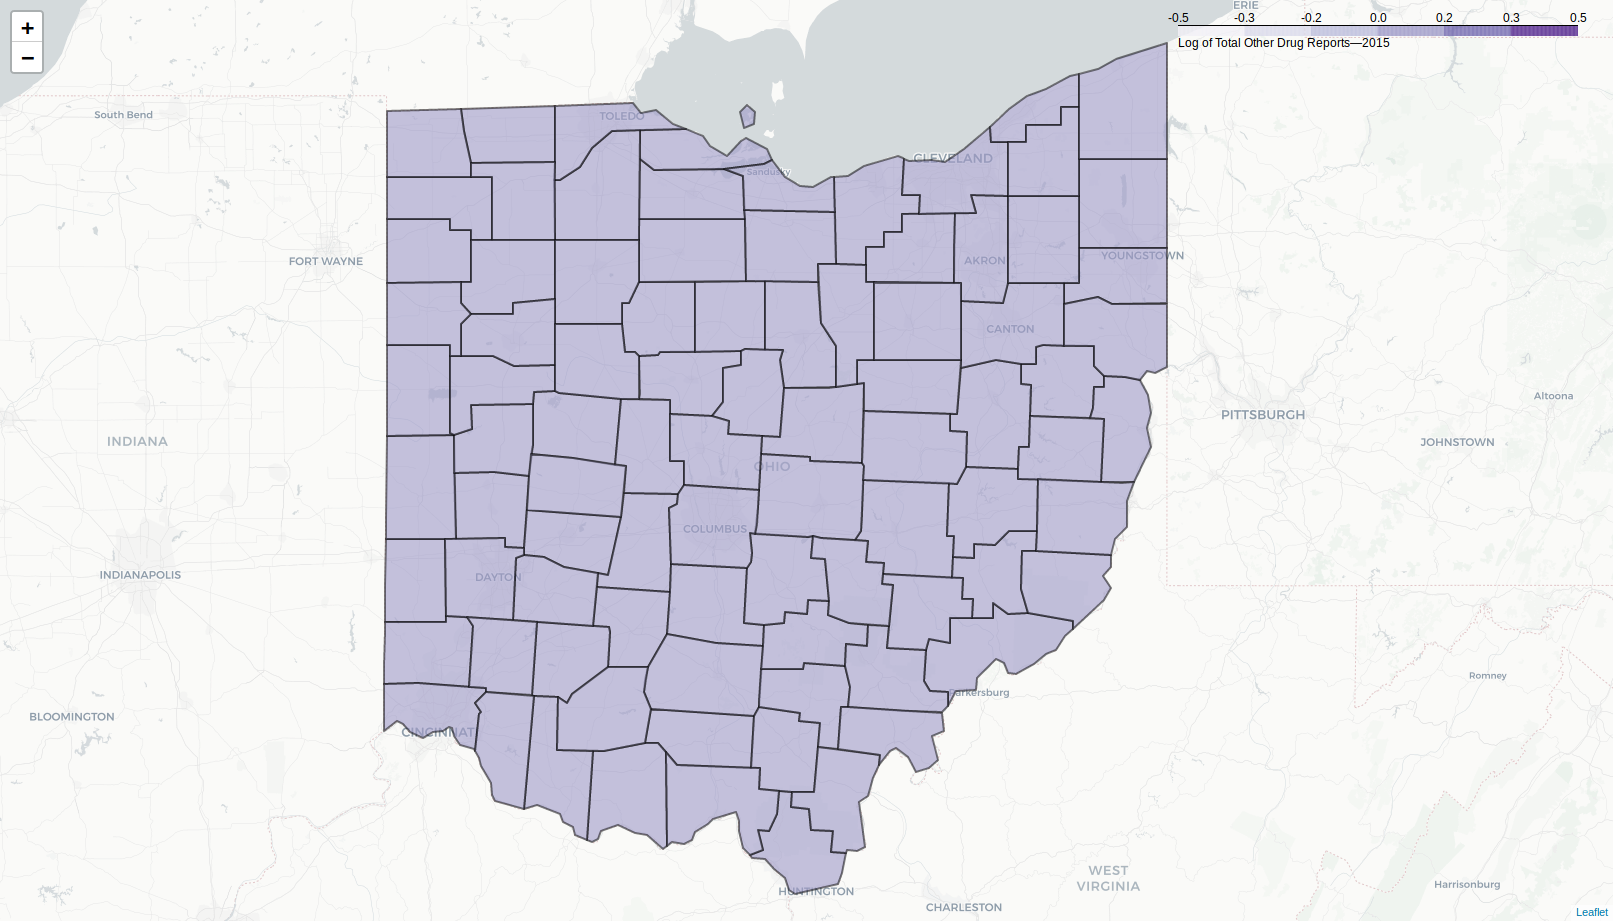 +
−
ERIE
-0.5 -0.3 -0.2 0.0 0.2 0.3 0.5
Log of Total Other Drug Reports—2015
South Bend
TOLEDO
CLEVELAND
Sandusky
FORT WAYNE
AKRON
YOUNGSTOWN
CANTON
Altoona
PITTSBURGH
INDIANA
JOHNSTOWN
OHIO
COLUMBUS
INDIANAPOLIS
DAYTON
Romney
Parkersburg
BLOOMINGTON
CINCINNATI
WEST
VIRGINIA
Harrisonburg
HUNTINGTON
CHARLESTON
Leaflet